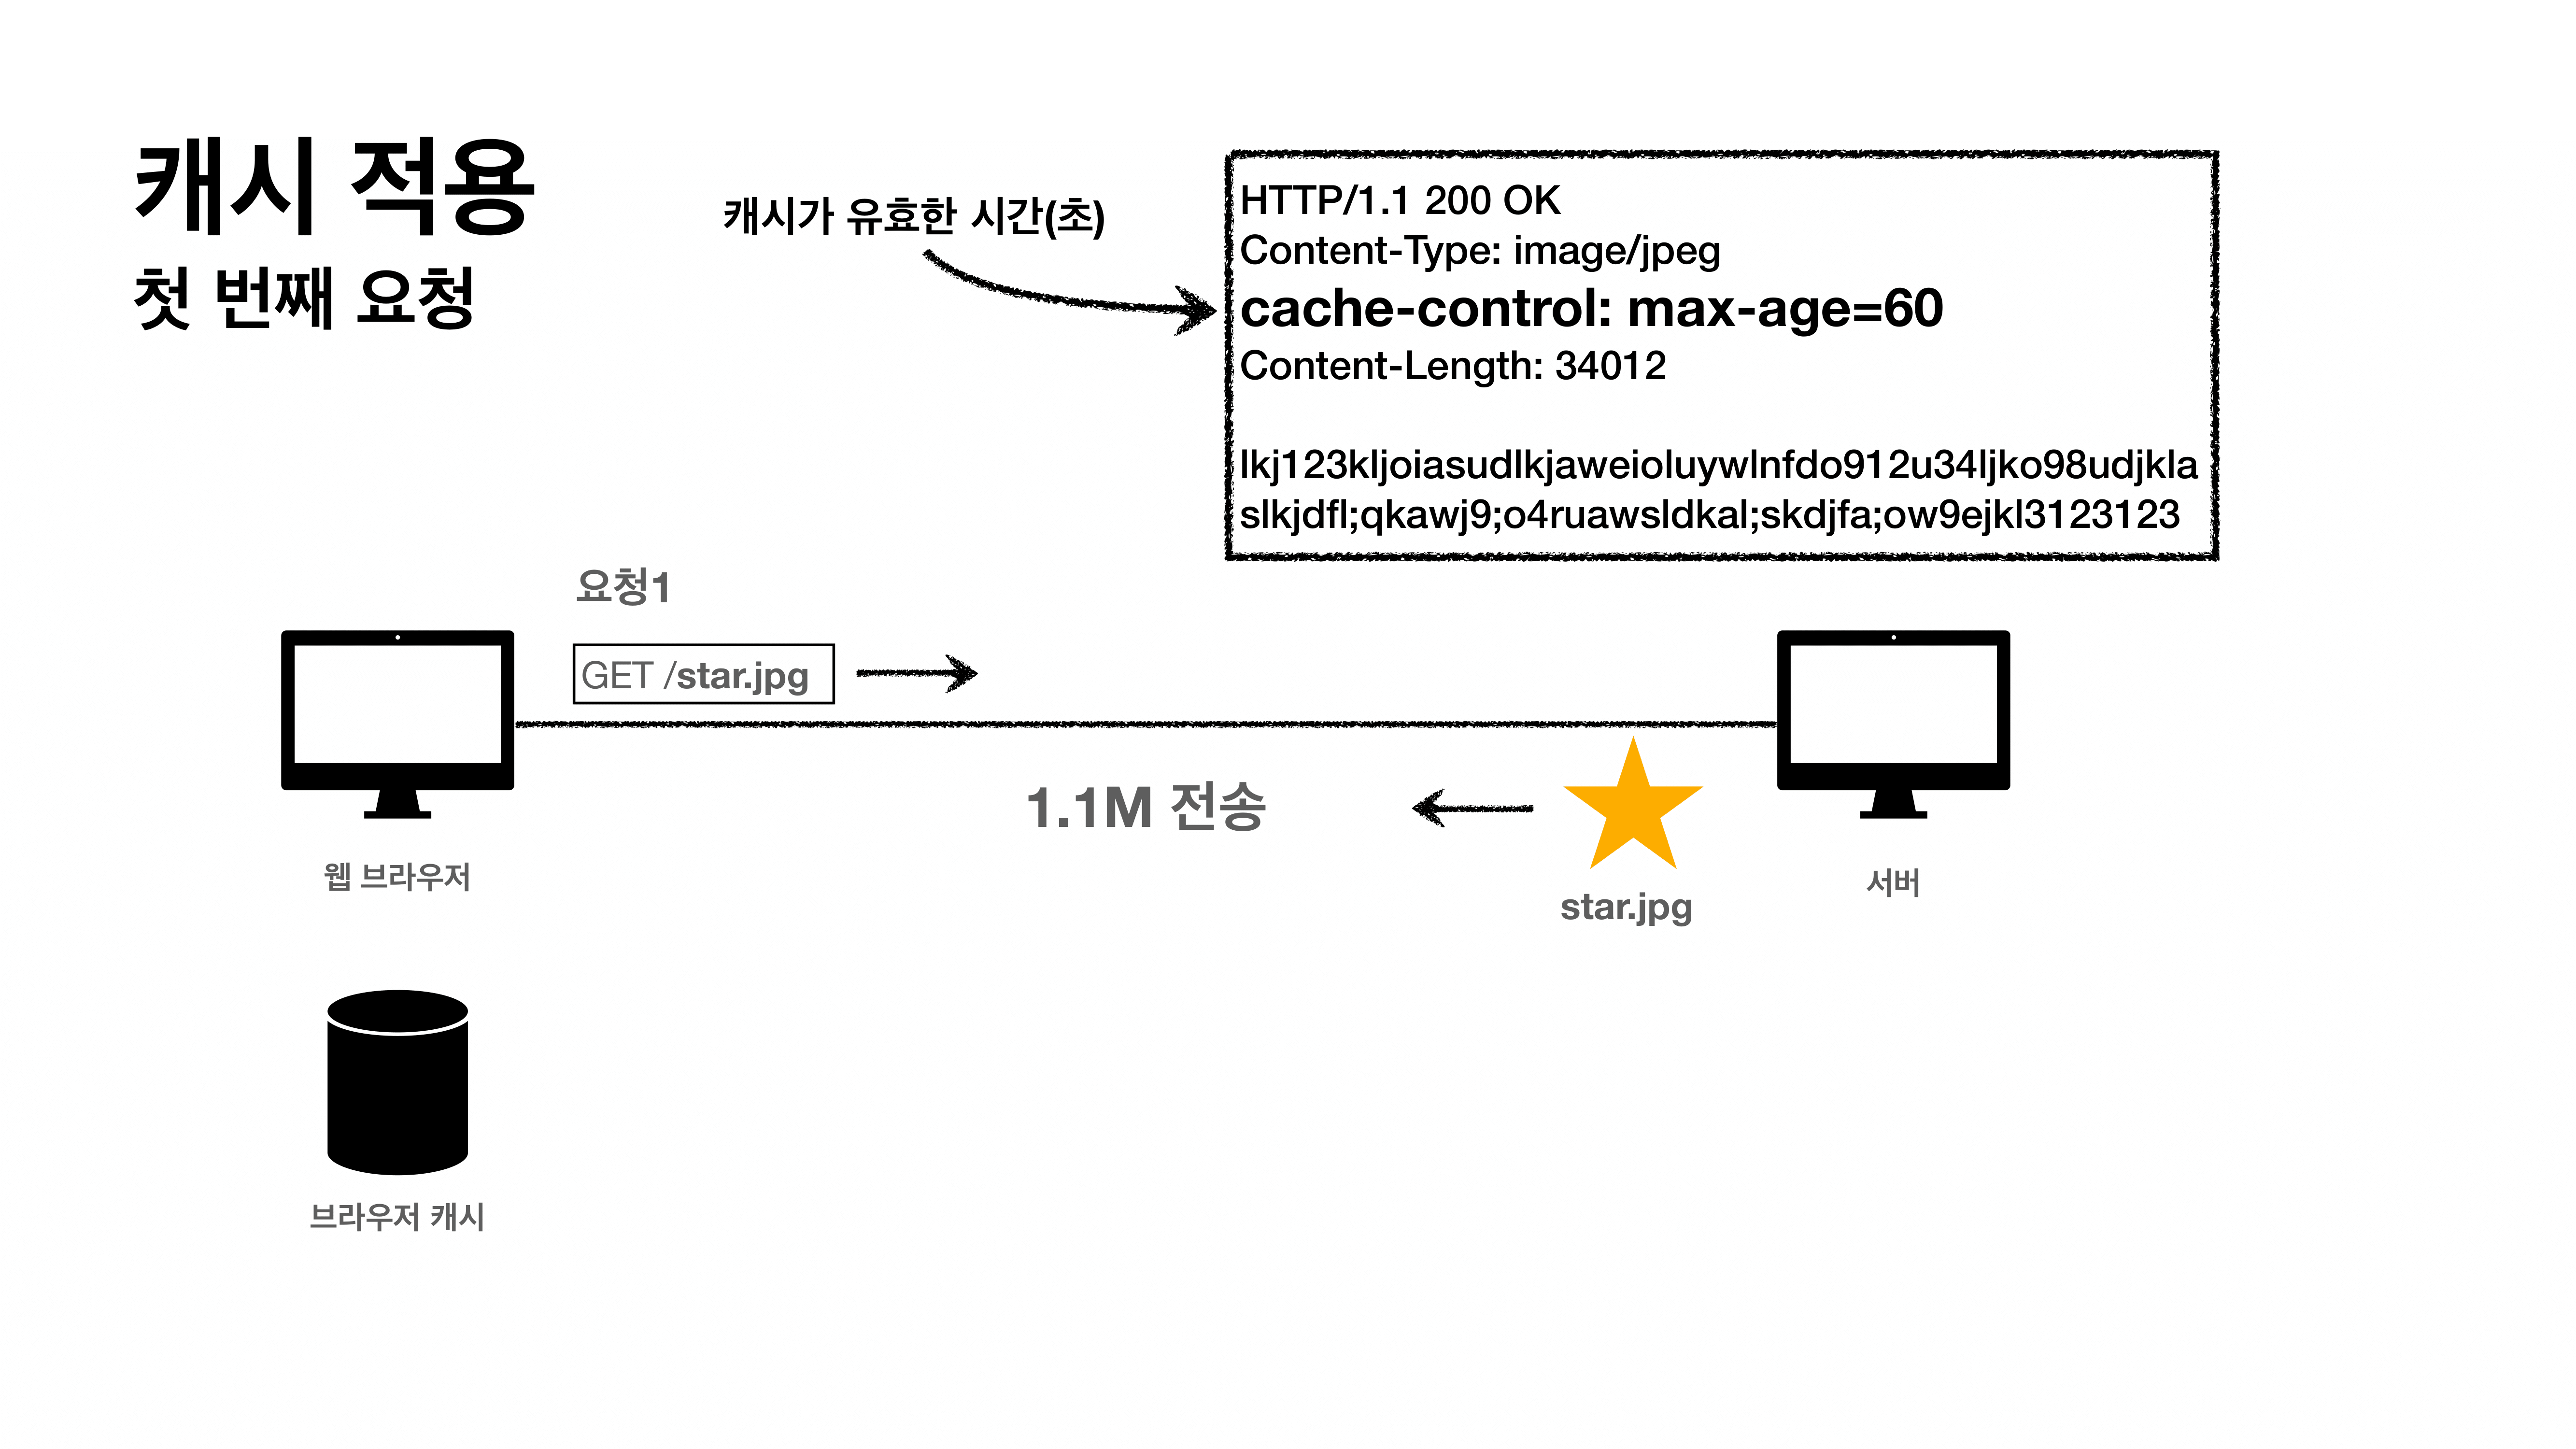 캐시 적용
첫 번째 요청
캐시가 유효한 시간(초)
HTTP/1.1 200 OK
Content-Type: image/jpeg
cache-control: max-age=60
Content-Length: 34012
lkj123kljoiasudlkjaweioluywlnfdo912u34ljko98udjkla
slkjdfl;qkawj9;o4ruawsldkal;skdjfa;ow9ejkl3123123
요청1
GET /star.jpg
1.1M 전송
웹 브라우저
star.jpg
서버
브라우저 캐시